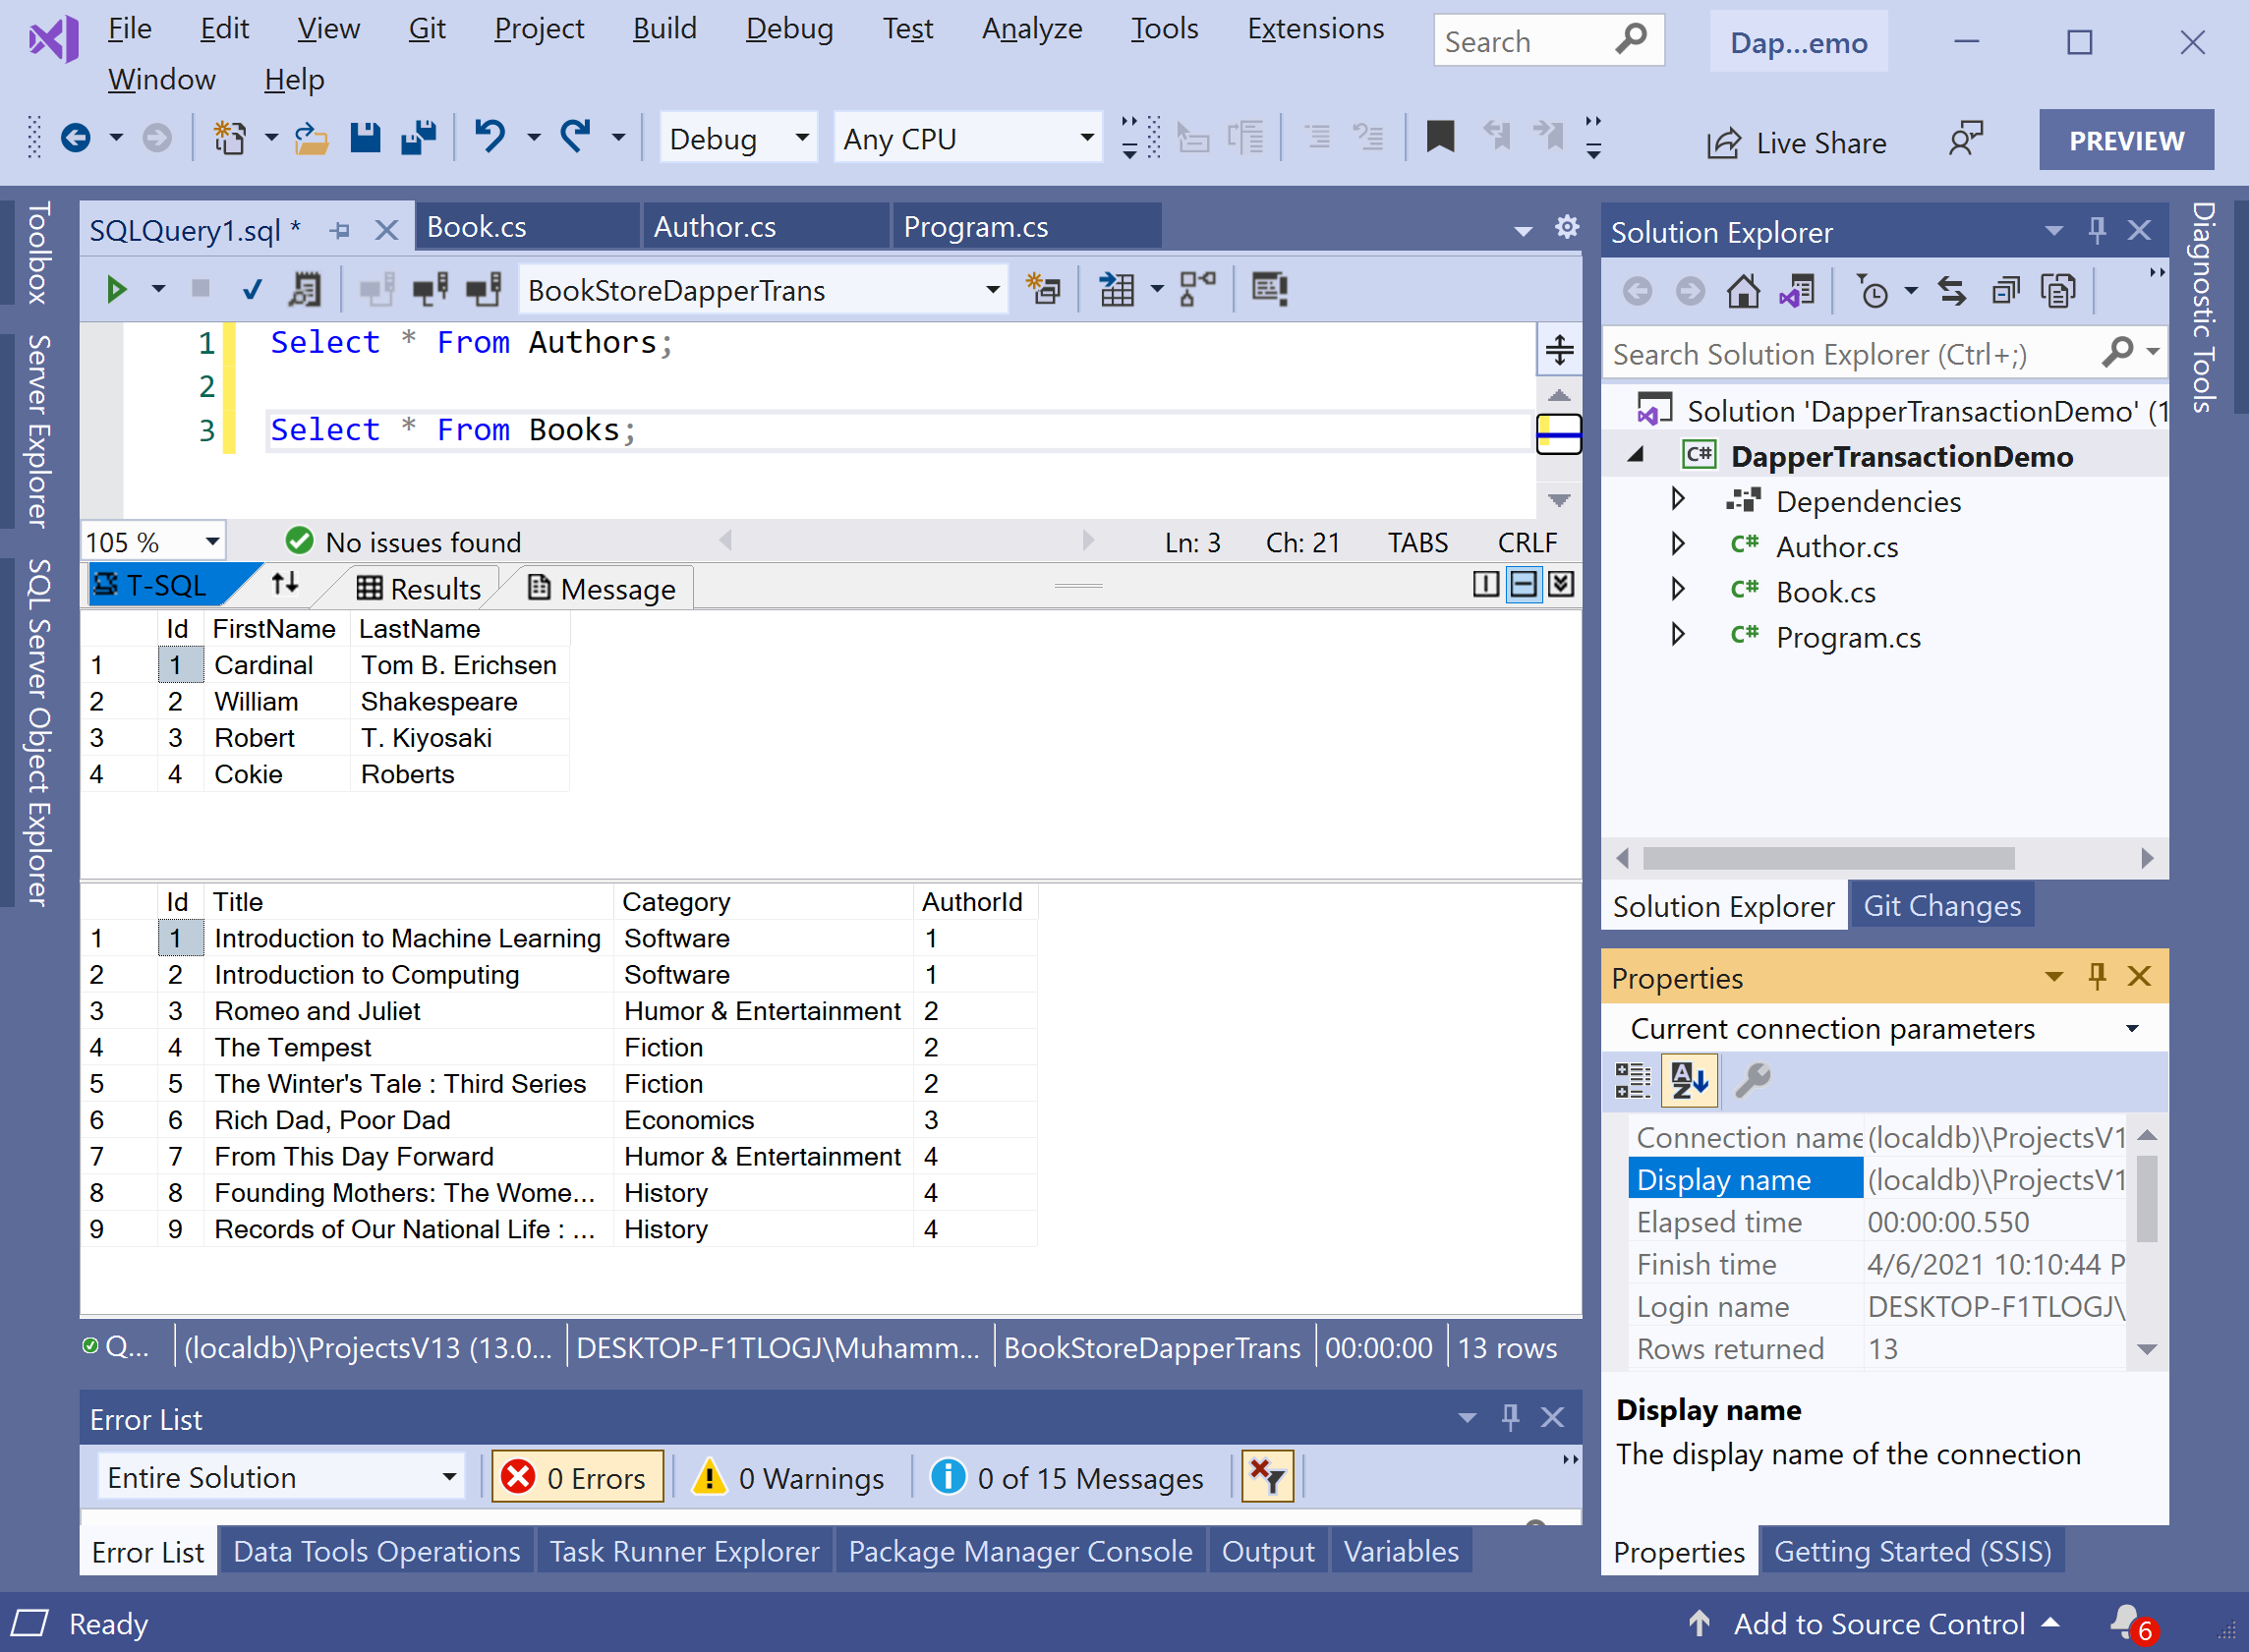 File Edit View Git Project Build Debug Test Analyze Tools Extensions Search Dap...emo
Window Help
Debug Any CPU Live Share PREVIEW
Toolbox
Server Explorer
SQL Server Object Explorer
SQLQuery1.sql * Book.cs Author.cs Program.cs
BookStoreDapperTrans
1 Select * From Authors;
2
3 Select * From Books;
105 % No issues found Ln: 3 Ch: 21 TABS CRLF
T-SQL Results Message
Id FirstName LastName
1 1 Cardinal Tom B. Erichsen
2 2 William Shakespeare
3 3 Robert T. Kiyosaki
4 4 Cokie Roberts
Id Title Category AuthorId
1 1 Introduction to Machine Learning Software 1
2 2 Introduction to Computing Software 1
3 3 Romeo and Juliet Humor & Entertainment 2
4 4 The Tempest Fiction 2
5 5 The Winter's Tale : Third Series Fiction 2
6 6 Rich Dad, Poor Dad Economics 3
7 7 From This Day Forward Humor & Entertainment 4
8 8 Founding Mothers: The Wome... History 4
9 9 Records of Our National Life : ... History 4
Q... (localdb)\ProjectsV13 (13.0... DESKTOP-F1TLOGJ\Muhamm... BookStoreDapperTrans 00:00:00 13 rows
Error List
Entire Solution 0 Errors 0 Warnings 0 of 15 Messages
Error List Data Tools Operations Task Runner Explorer Package Manager Console Output Variables
Solution Explorer
Search Solution Explorer (Ctrl+;)
Solution 'DapperTransactionDemo' (1
C# DapperTransactionDemo
Dependencies
C# Author.cs
C# Book.cs
C# Program.cs
Solution Explorer Git Changes
Properties
Current connection parameters
Connection name (localdb)\ProjectsV1
Display name (localdb)\ProjectsV1
Elapsed time 00:00:00.550
Finish time 4/6/2021 10:10:44 P
Login name DESKTOP-F1TLOGJ\
Rows returned 13
Display name
The display name of the connection
Properties Getting Started (SSIS)
Diagnostic Tools
Ready Add to Source Control 6